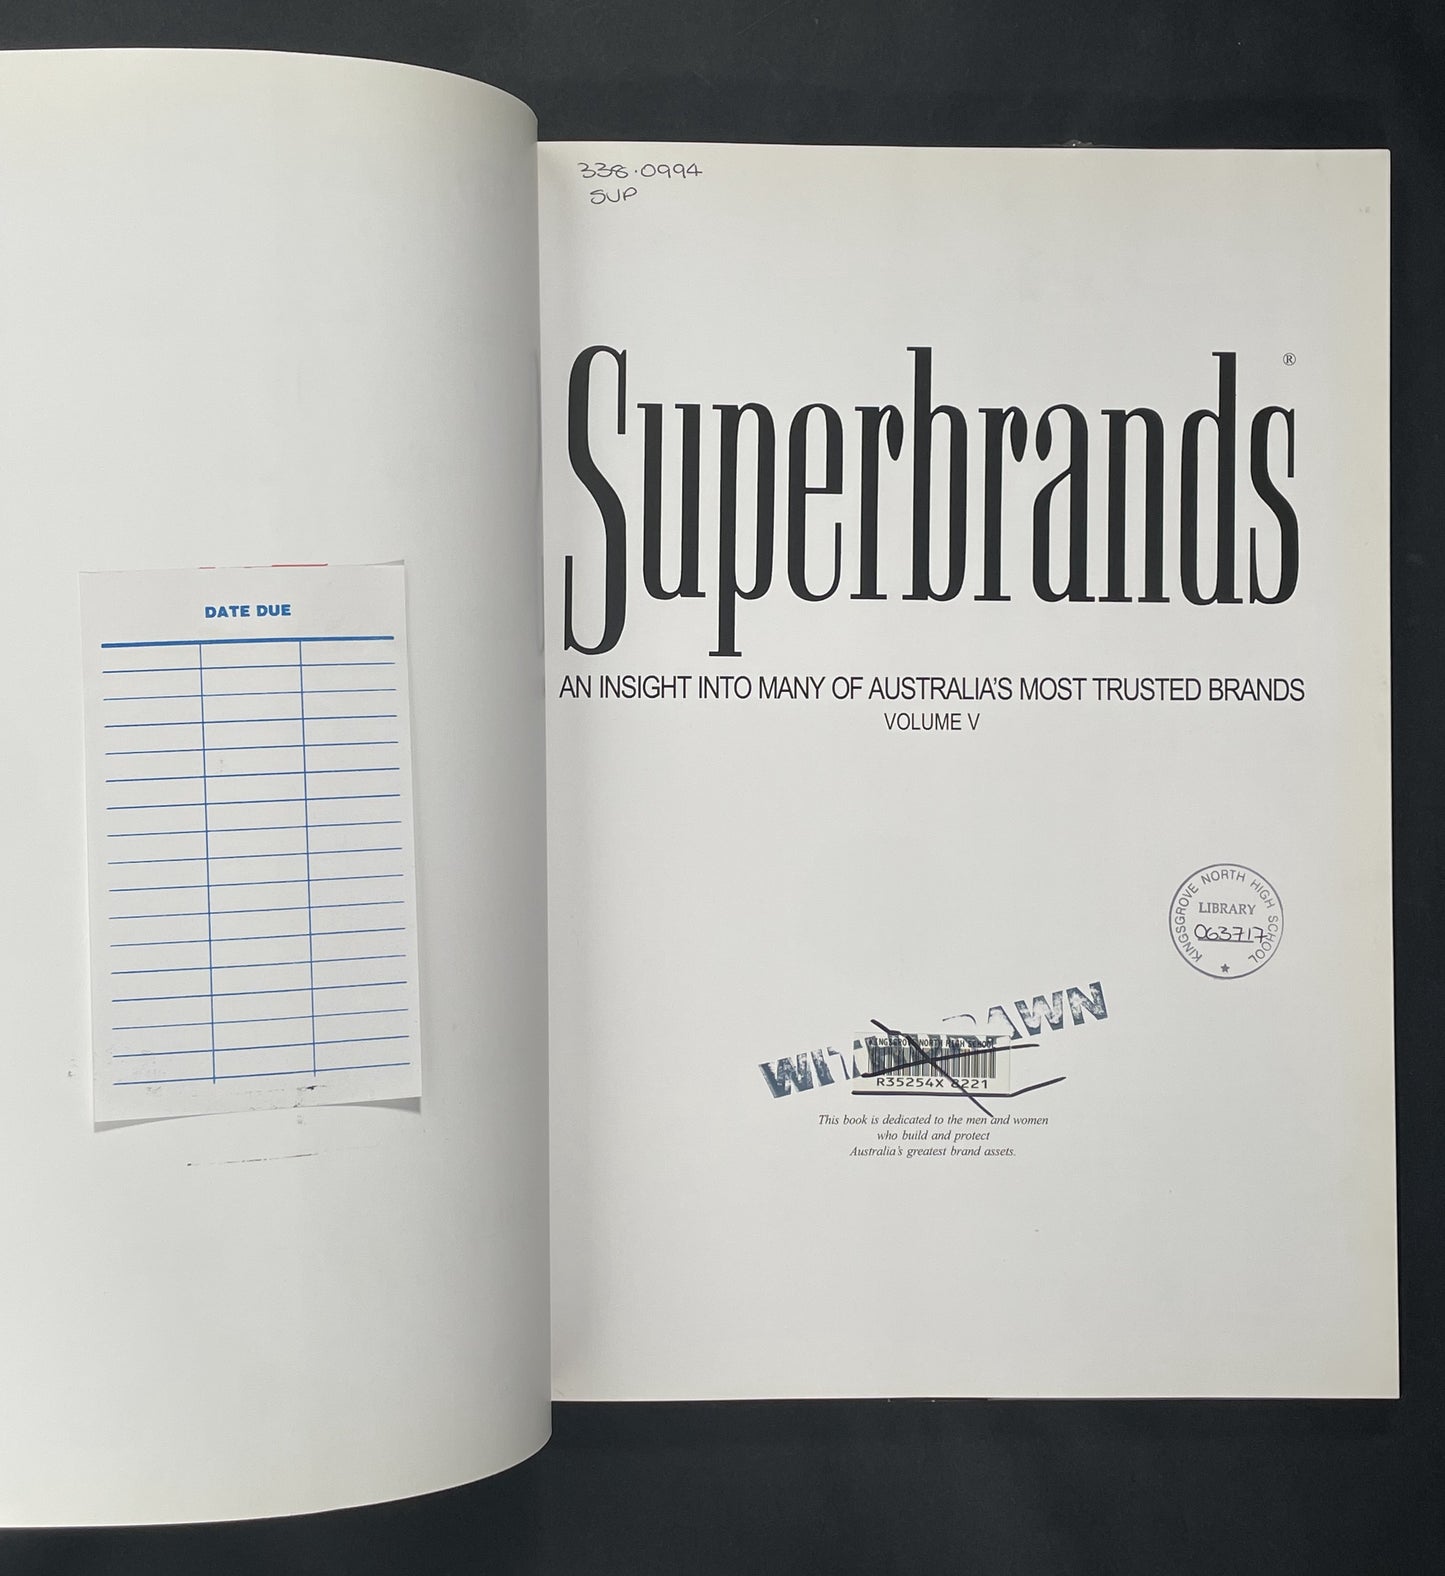 DATE DUE
338.0994
SUP
Superbrands®
AN INSIGHT INTO MANY OF AUSTRALIA'S MOST TRUSTED BRANDS
VOLUME V
KINGSGROVE NORTH HIGH SCHOOL
LIBRARY
063717
WITHDRAWN
KINGSGROVE NORTH HIGH SCHOOL
R35254X 8221
This book is dedicated to the men and women
who build and protect
Australia's greatest brand assets.